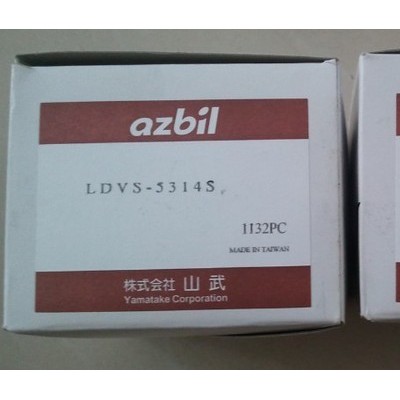 azbil
LDVS-5314S
1132PC
MADE IN TAIWAN
株式会社 山武
Yamatake Corporation